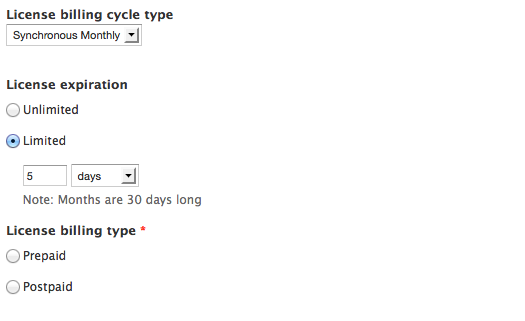 License billing cycle type
Synchronous Monthly
License expiration
Unlimited
Limited
5 days
Note: Months are 30 days long
License billing type *
Prepaid
Postpaid